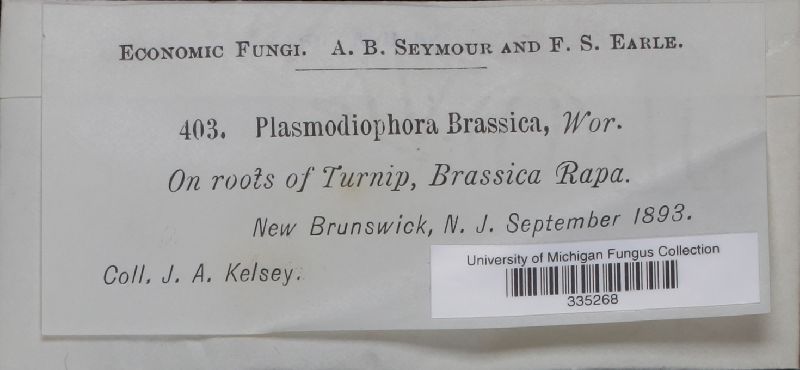 Economic Fungi. A. B. Seymour and F. S. Earle.
403. Plasmodiophora Brassica, Wor.
On roots of Turnip, Brassica Rapa.
New Brunswick, N. J. September 1893.
Coll. J. A. Kelsey.
University of Michigan Fungus Collection
335268